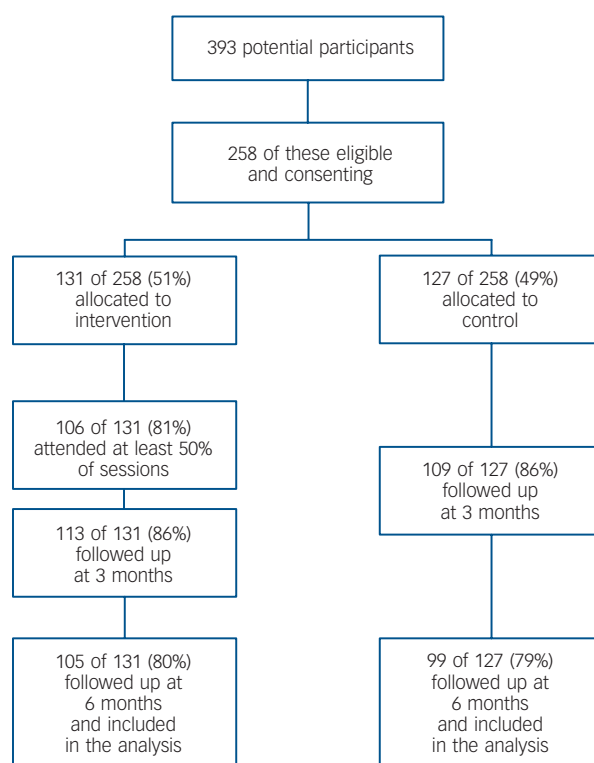 393 potential participants
258 of these eligible
and consenting
131 of 258 (51%)
allocated to
intervention
127 of 258 (49%)
allocated to
control
106 of 131 (81%)
attended at least 50%
of sessions
109 of 127 (86%)
followed up
at 3 months
113 of 131 (86%)
followed up
at 3 months
105 of 131 (80%)
followed up at
6 months
and included
in the analysis
99 of 127 (79%)
followed up at
6 months
and included
in the analysis